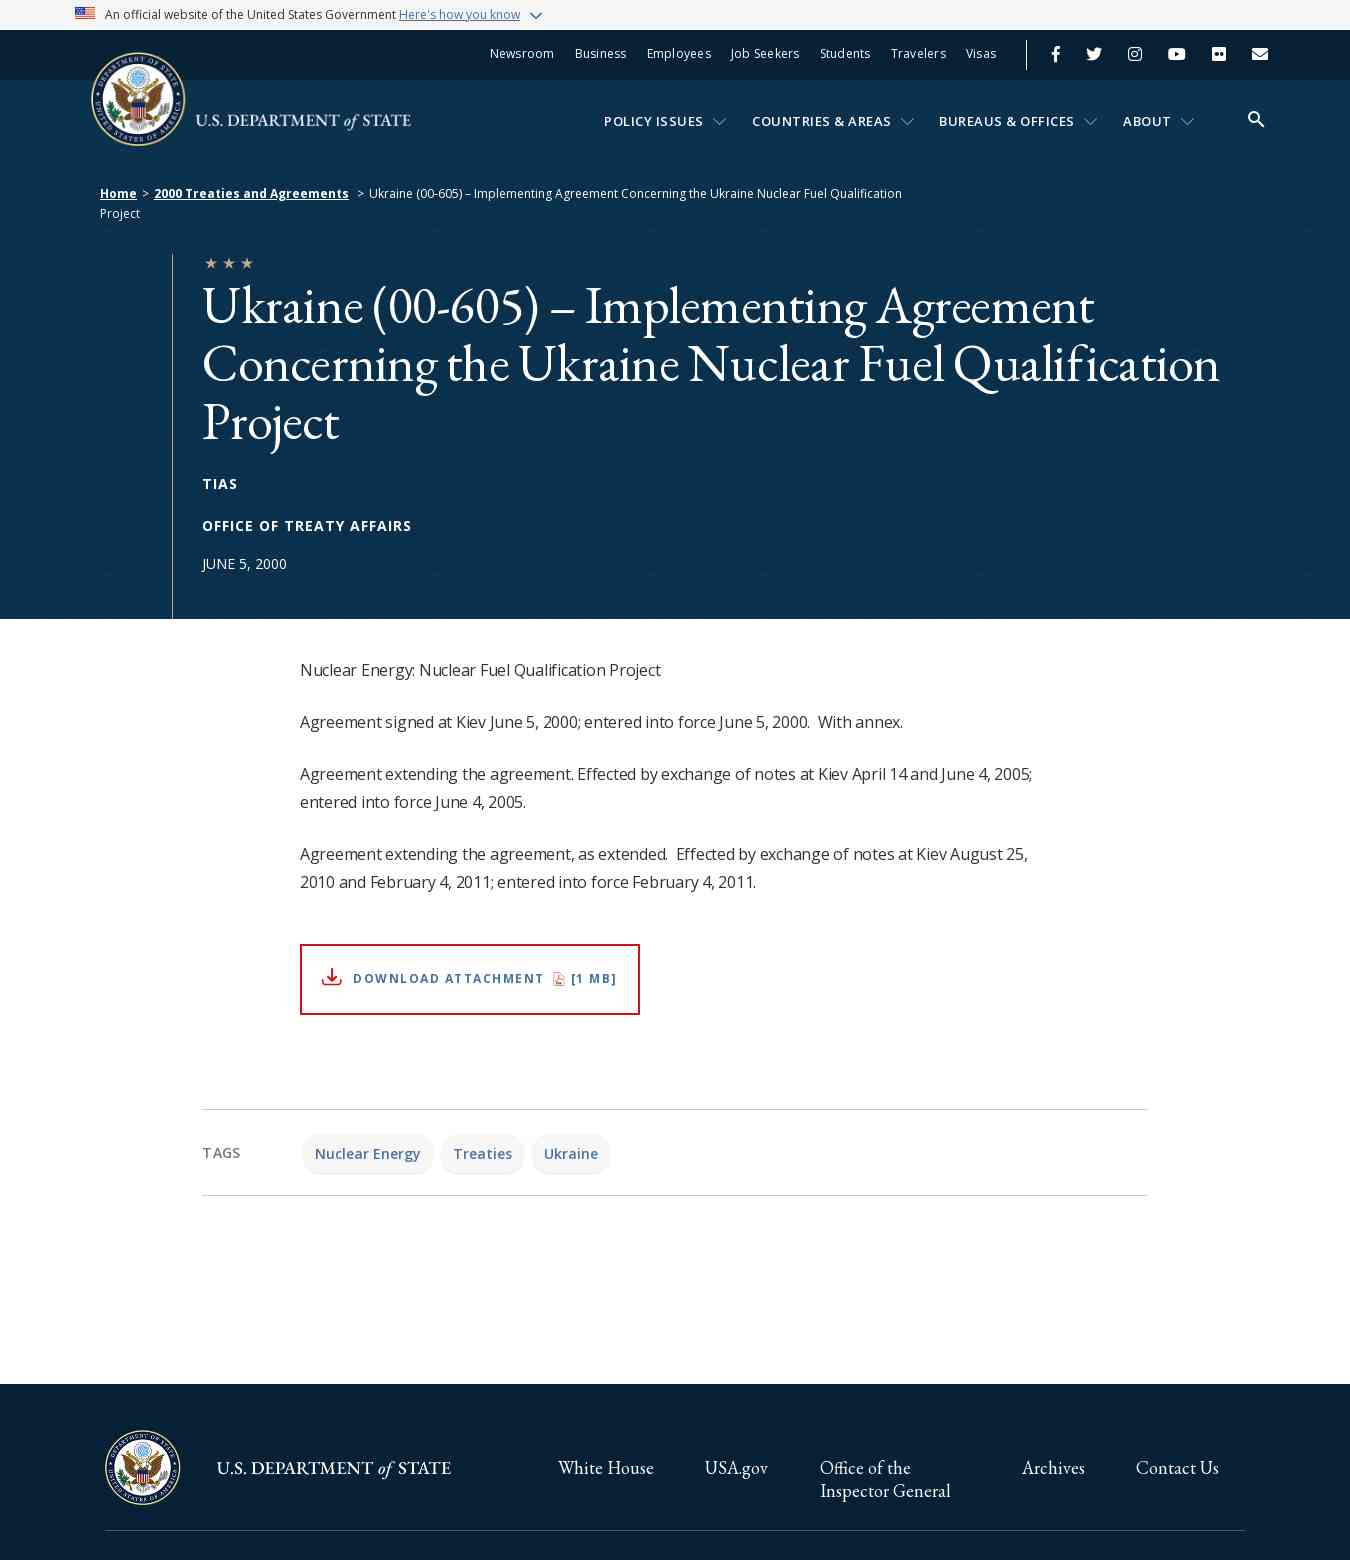 An official website of the United States Government Here's how you know
Newsroom Business Employees Job Seekers Students Travelers Visas
U.S. DEPARTMENT of STATE
POLICY ISSUES COUNTRIES & AREAS BUREAUS & OFFICES ABOUT
Home > 2000 Treaties and Agreements > Ukraine (00-605) – Implementing Agreement Concerning the Ukraine Nuclear Fuel Qualification
Project
Ukraine (00-605) – Implementing Agreement
Concerning the Ukraine Nuclear Fuel Qualification
Project
TIAS
OFFICE OF TREATY AFFAIRS
JUNE 5, 2000
Nuclear Energy: Nuclear Fuel Qualification Project
Agreement signed at Kiev June 5, 2000; entered into force June 5, 2000.  With annex.
Agreement extending the agreement. Effected by exchange of notes at Kiev April 14 and June 4, 2005;
entered into force June 4, 2005.
Agreement extending the agreement, as extended.  Effected by exchange of notes at Kiev August 25,
2010 and February 4, 2011; entered into force February 4, 2011.
DOWNLOAD ATTACHMENT [1 MB]
TAGS Nuclear Energy Treaties Ukraine
U.S. DEPARTMENT of STATE
White House USA.gov Office of the Archives Contact Us
Inspector General